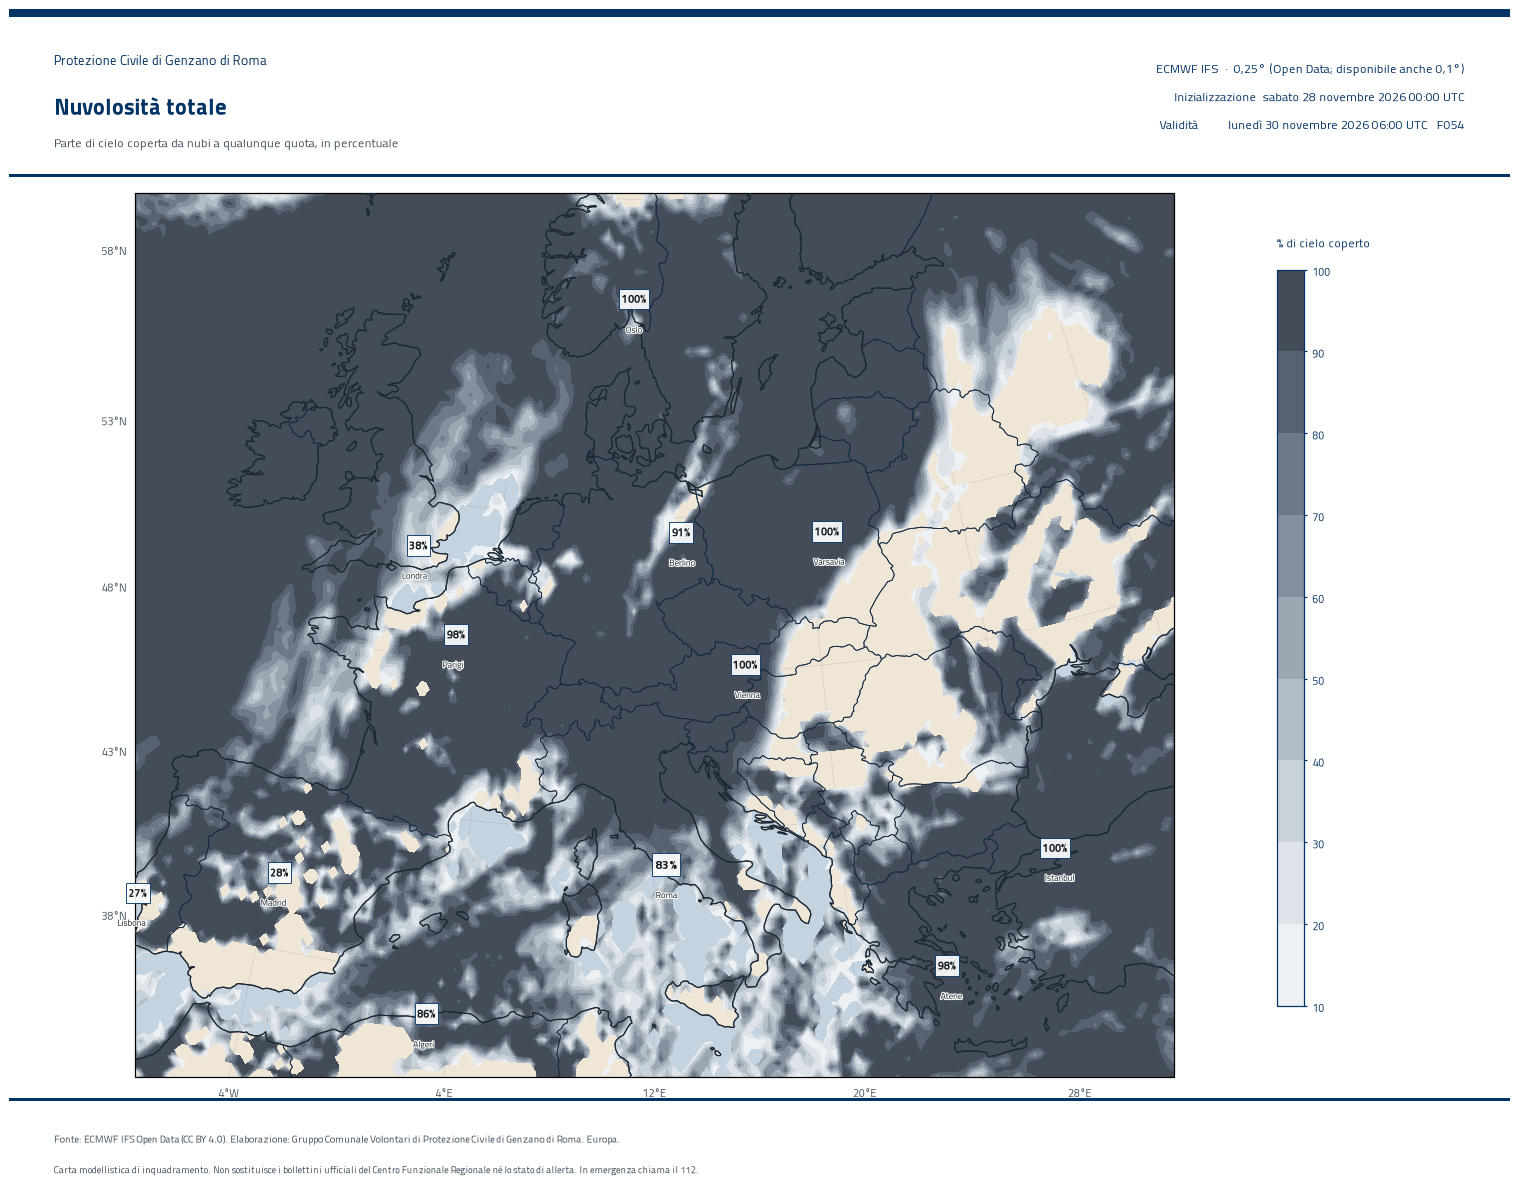 Protezione Civile di Genzano di Roma
Nuvolosità totale
Parte di cielo coperta da nubi a qualunque quota, in percentuale
ECMWF IFS · 0,25° (Open Data; disponibile anche 0,1°)
Inizializzazione sabato 28 novembre 2026 00:00 UTC
Validità lunedì 30 novembre 2026 06:00 UTC F054
58°N
53°N
48°N
43°N
38°N
4°W
4°E
12°E
20°E
28°E
100%
Oslo
38%
Londra
91%
Berlino
100%
Varsavia
98%
Parigi
100%
Vienna
28%
Madrid
27%
Lisbona
83%
Roma
100%
Istanbul
98%
Atene
86%
Algeri
% di cielo coperto
100
90
80
70
60
50
40
30
20
10
Fonte: ECMWF IFS Open Data (CC BY 4.0). Elaborazione: Gruppo Comunale Volontari di Protezione Civile di Genzano di Roma. Europa.
Carta modellistica di inquadramento. Non sostituisce i bollettini ufficiali del Centro Funzionale Regionale né lo stato di allerta. In emergenza chiama il 112.